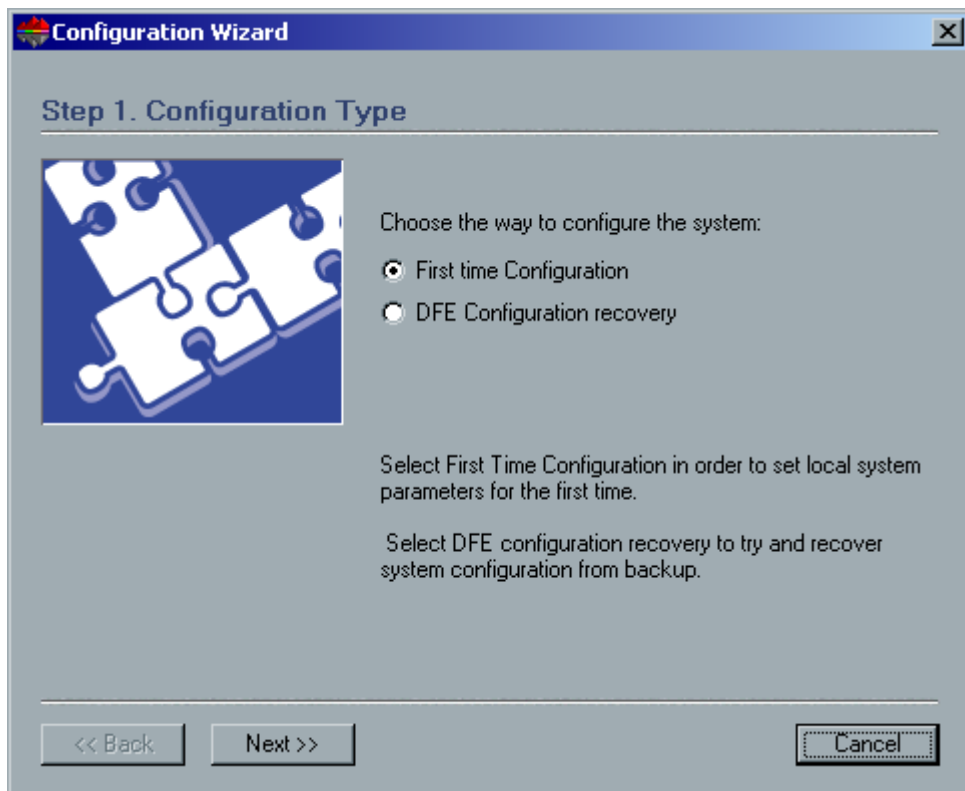 Configuration Wizard
Step 1. Configuration Type
Choose the way to configure the system:
First time Configuration
DFE Configuration recovery
Select First Time Configuration in order to set local system
parameters for the first time.
Select DFE configuration recovery to try and recover
system configuration from backup.
<< Back
Next >>
Cancel